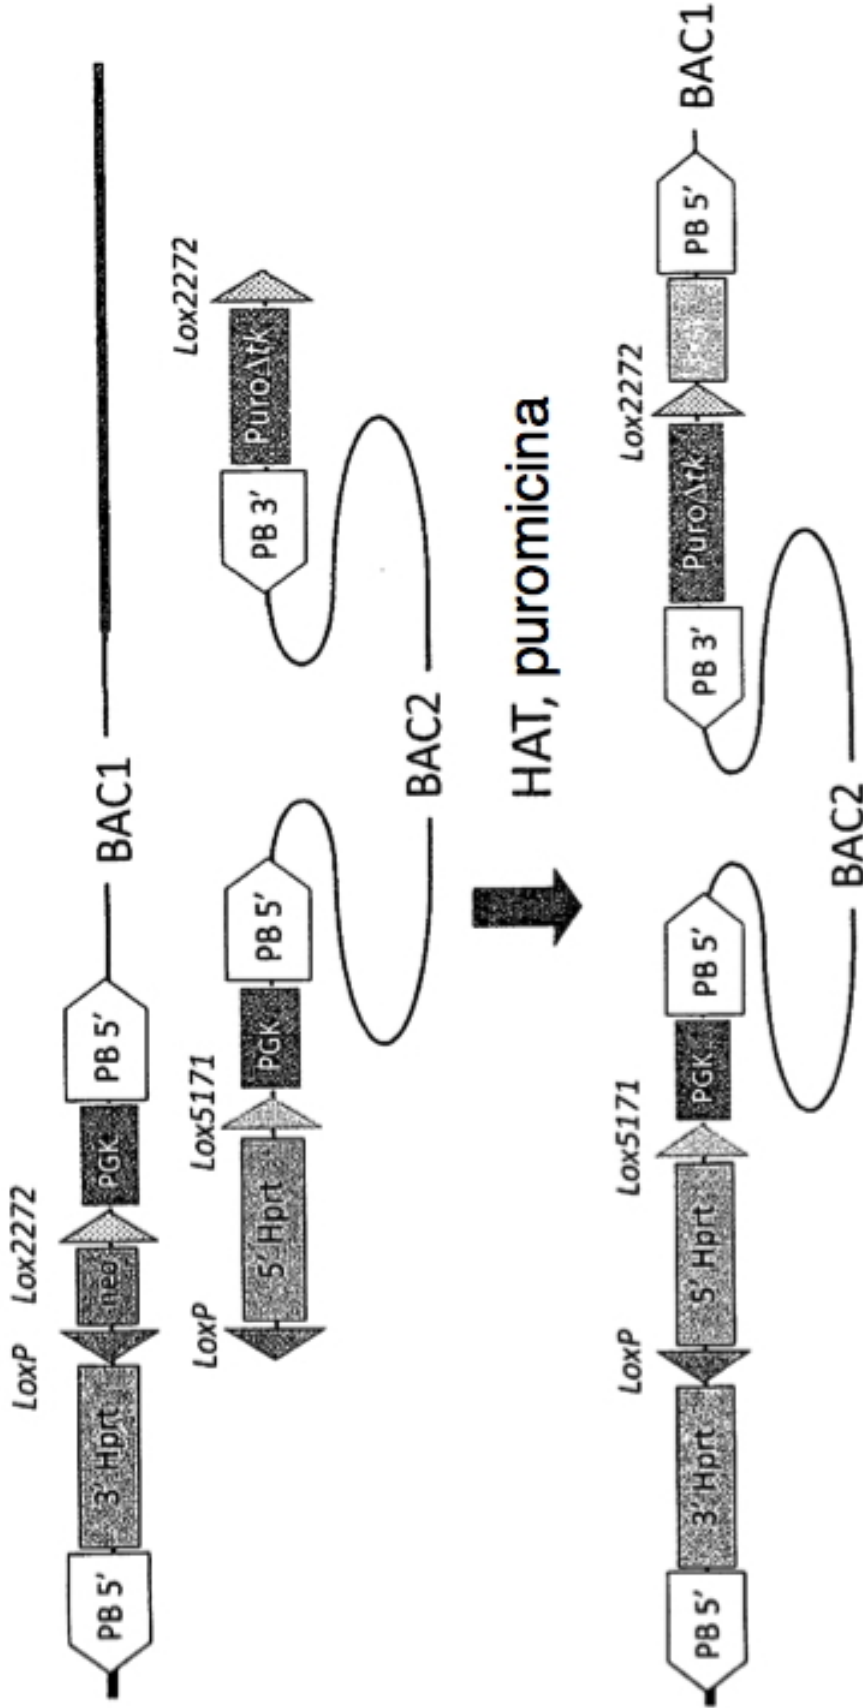 LoxP Lox2272
PB 5' 3' Hprt neo PGK PB 5' BAC1
LoxP Lox5171 Lox2272
5' Hprt PGK PB 5' PB 3' PuroΔtk
BAC2
HAT, puromicina
LoxP Lox5171 Lox2272
PB 5' 3' Hprt 5' Hprt PGK PB 5' PB 3' PuroΔtk PB 5' BAC1
BAC2